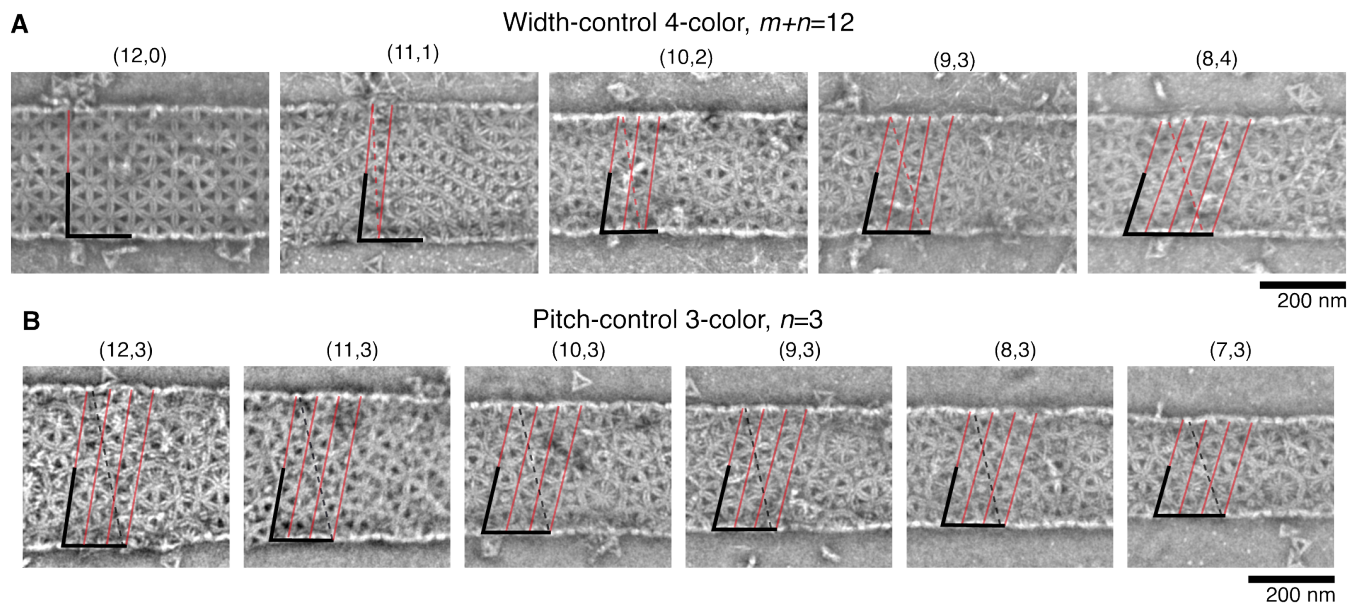 A
Width-control 4-color, m+n=12
(12,0) (11,1) (10,2) (9,3) (8,4)
200 nm
B
Pitch-control 3-color, n=3
(12,3) (11,3) (10,3) (9,3) (8,3) (7,3)
200 nm